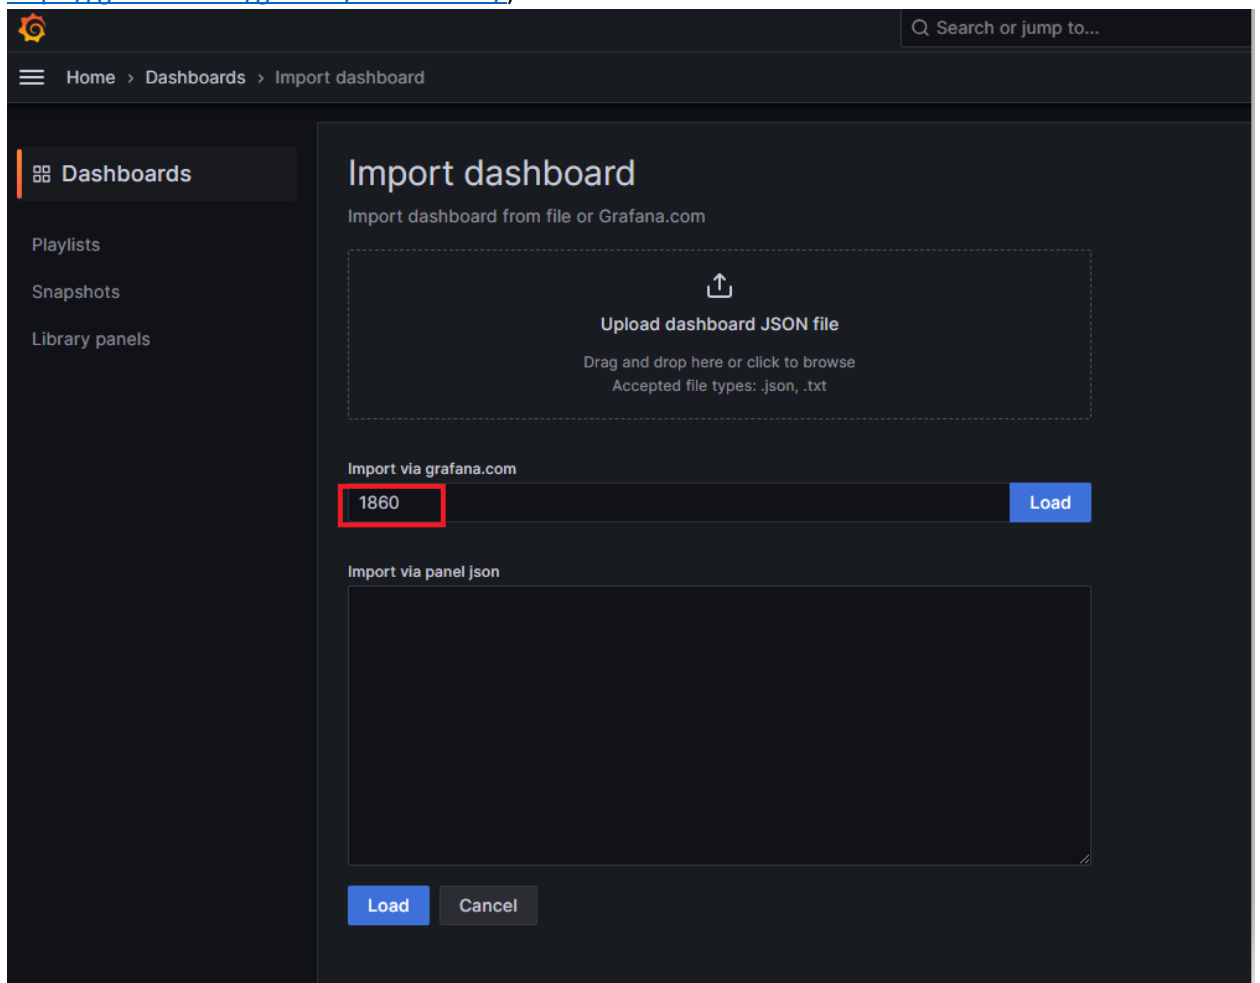 Search or jump to...
Home › Dashboards › Import dashboard
Dashboards
Playlists
Snapshots
Library panels
Import dashboard
Import dashboard from file or Grafana.com
Upload dashboard JSON file
Drag and drop here or click to browse
Accepted file types: .json, .txt
Import via grafana.com
1860
Load
Import via panel json
Load
Cancel